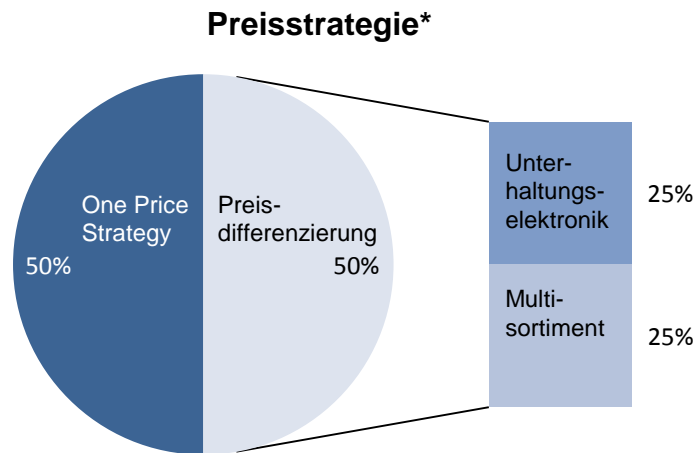 Preisstrategie*
One Price
Strategy
50%
Preis-
differenzierung
50%
Unter-
haltungs-
elektronik
25%
Multi-
sortiment
25%